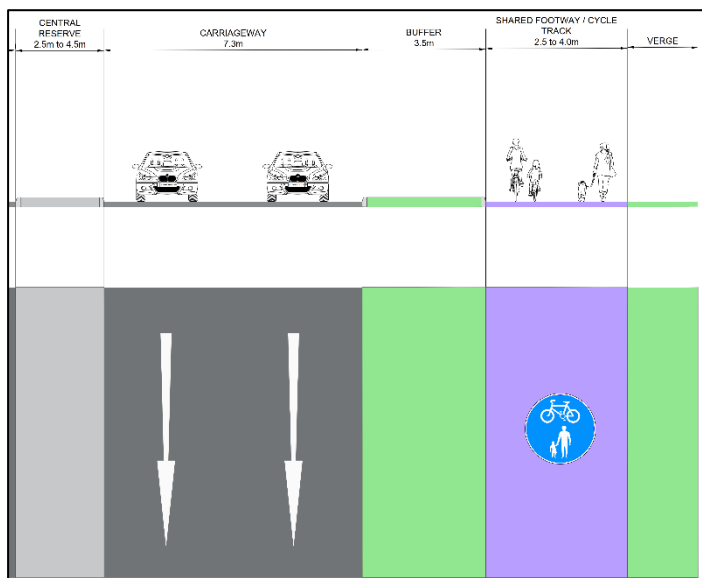 CENTRAL
RESERVE
2.5m to 4.5m
CARRIAGEWAY
7.3m
BUFFER
3.5m
SHARED FOOTWAY / CYCLE
TRACK
2.5 to 4.0m
VERGE